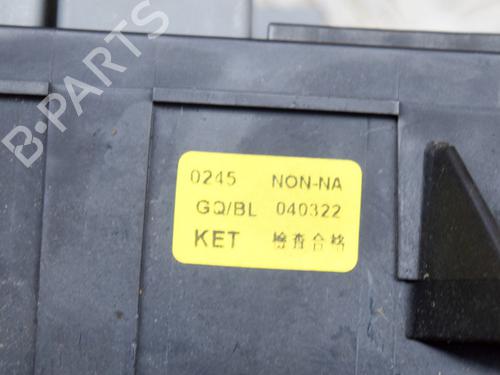 B-PARTS
0245 NON-NA
GQ/BL 040322
KET 檢査合格